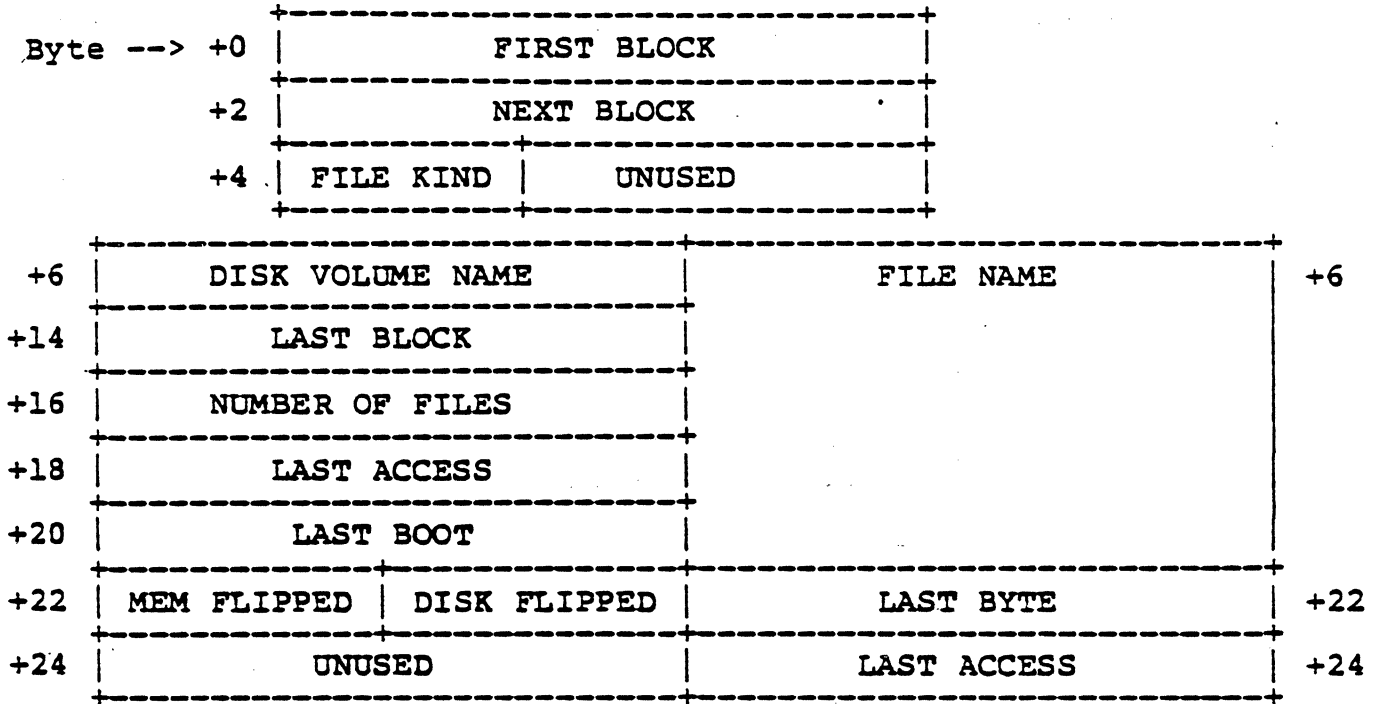 Byte --> +0 FIRST BLOCK
+2 NEXT BLOCK
+4 FILE KIND UNUSED
+6 DISK VOLUME NAME FILE NAME +6
+14 LAST BLOCK
+16 NUMBER OF FILES
+18 LAST ACCESS
+20 LAST BOOT
+22 MEM FLIPPED DISK FLIPPED LAST BYTE +22
+24 UNUSED LAST ACCESS +24